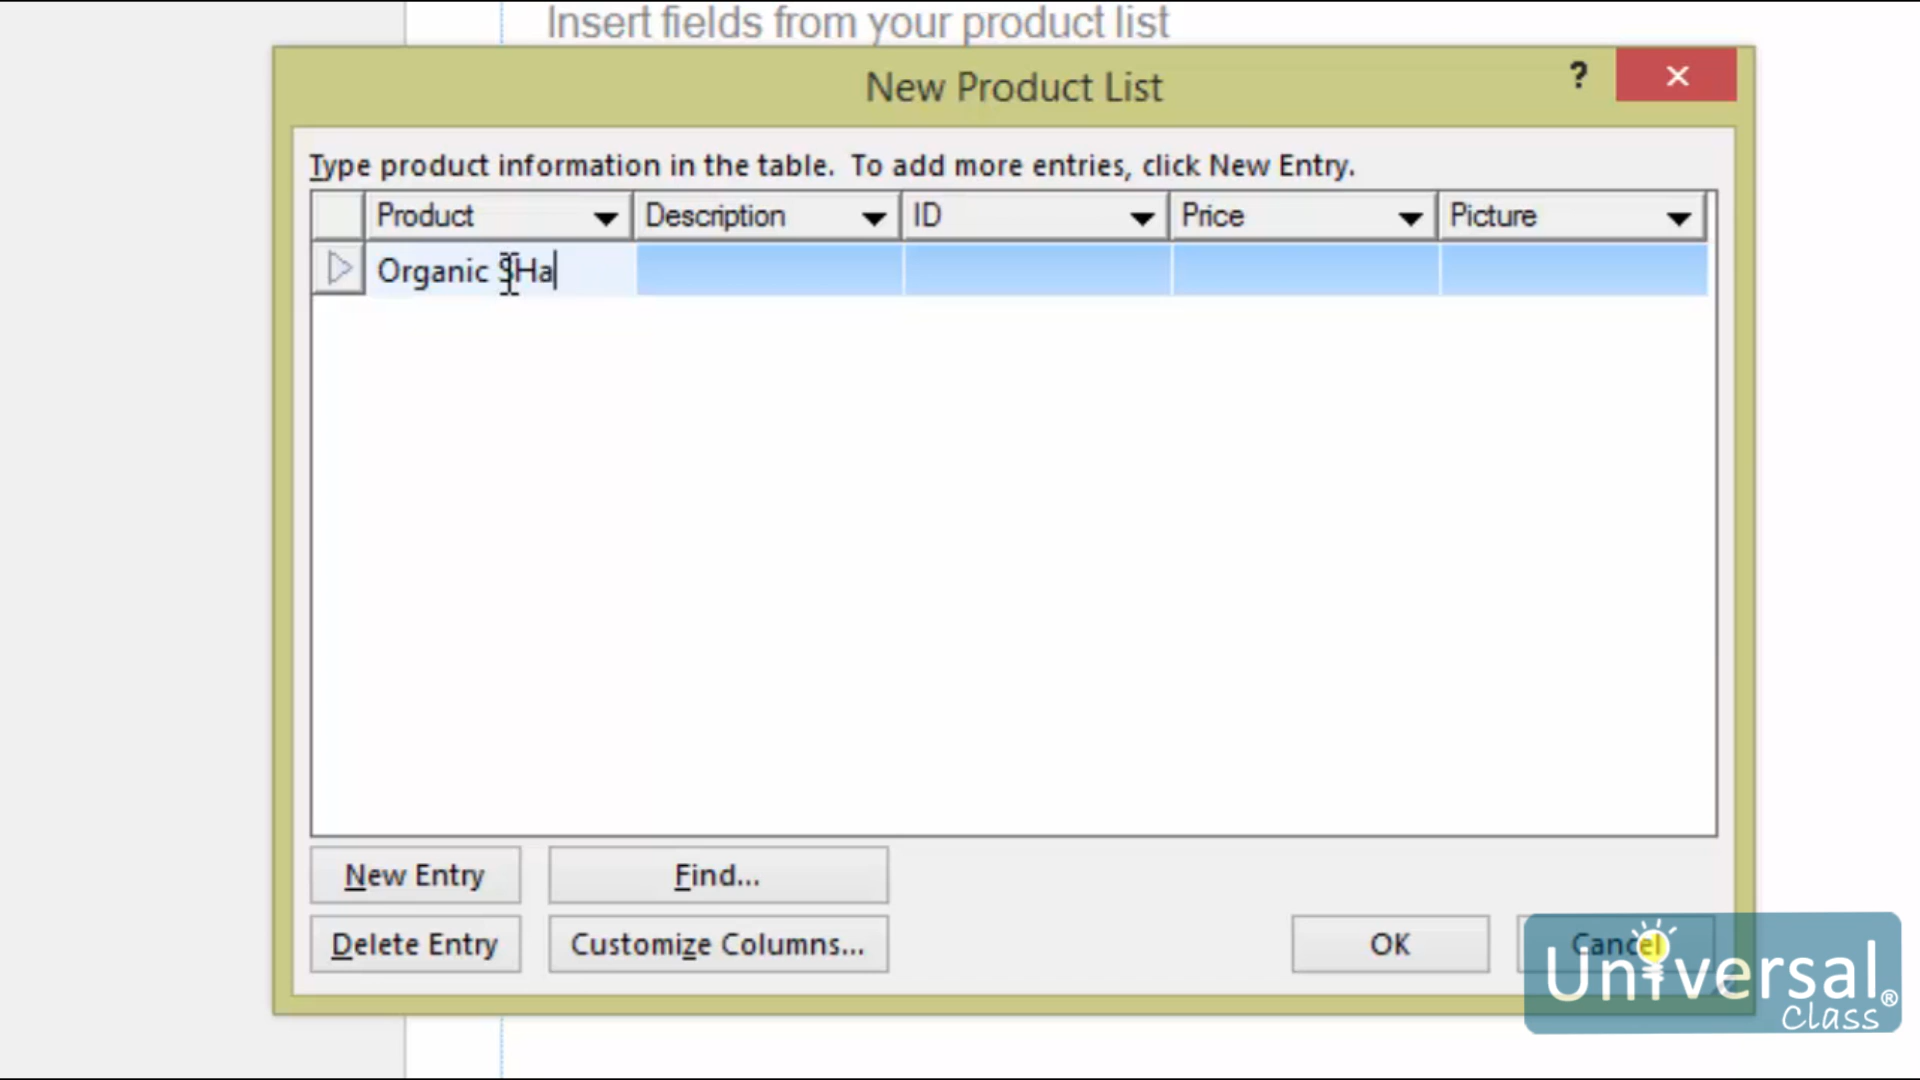 Insert fields from your product list
New Product List
?
Type product information in the table. To add more entries, click New Entry.
Product Description ID Price Picture
Organic SHa
New Entry Find...
Delete Entry Customize Columns... OK Cancel
Universal®
Class